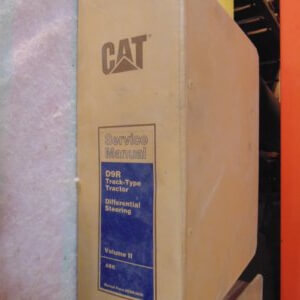 CAT
Service
Manual
D9R
Track-Type
Tractor
Differential
Steering
Volume II